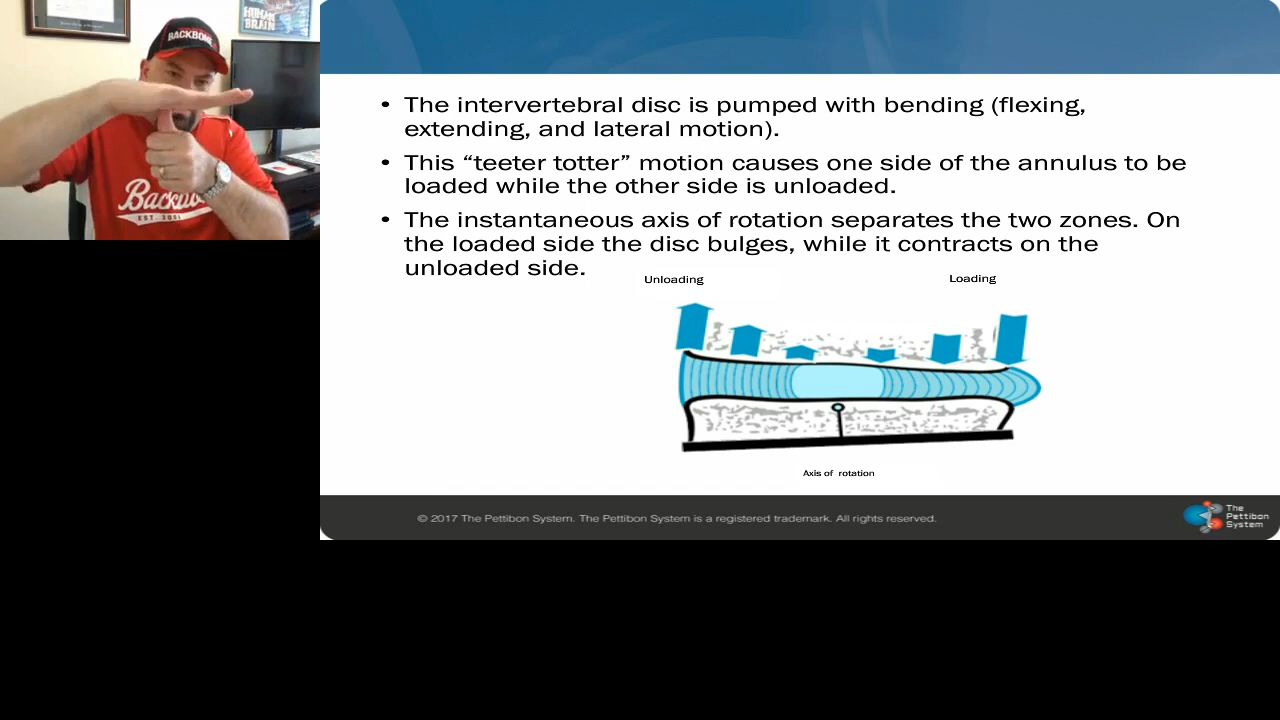 HUMAN
BRAIN
BACKBONE
Backbo
EST. 2001
• The intervertebral disc is pumped with bending (flexing,
extending, and lateral motion).
• This “teeter totter” motion causes one side of the annulus to be
loaded while the other side is unloaded.
• The instantaneous axis of rotation separates the two zones. On
the loaded side the disc bulges, while it contracts on the
unloaded side.
Unloading
Loading
Axis of rotation
© 2017 The Pettibon System. The Pettibon System is a registered trademark. All rights reserved.
The
Pettibon
System